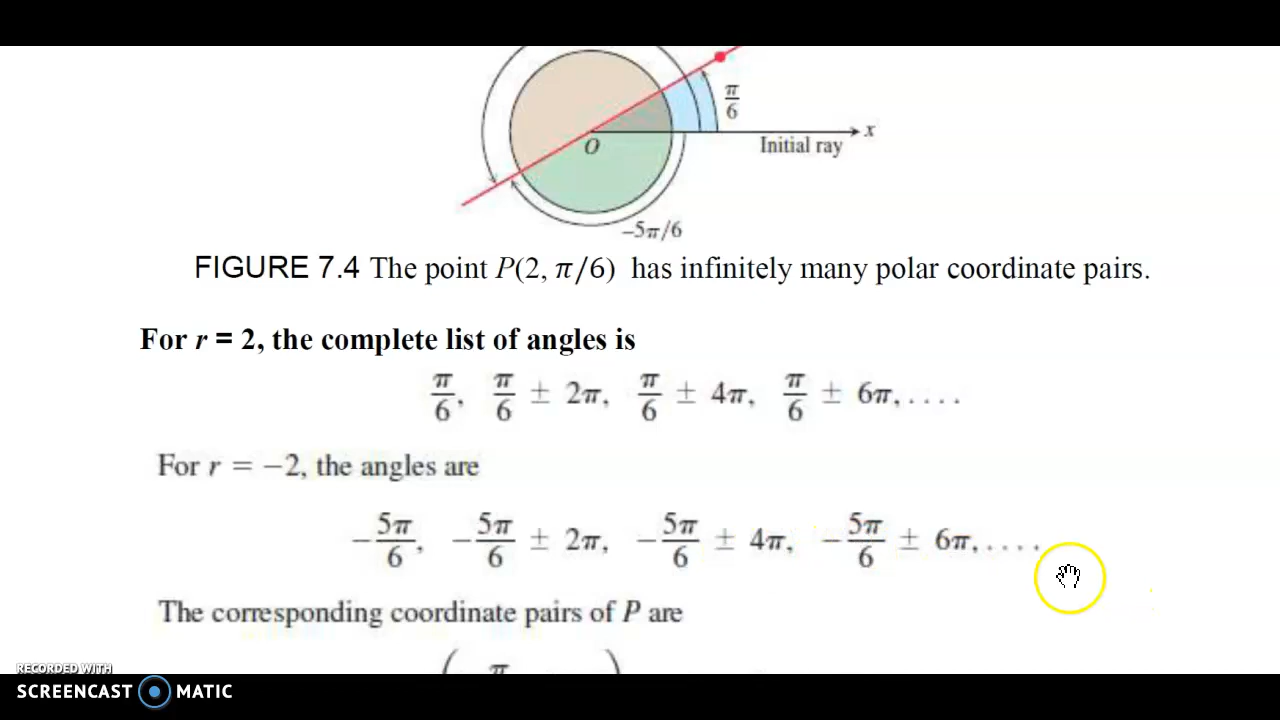 π/6
x
O
Initial ray
–5π/6
FIGURE 7.4 The point P(2, π/6) has infinitely many polar coordinate pairs.
For r = 2, the complete list of angles is
π/6, π/6 ± 2π, π/6 ± 4π, π/6 ± 6π, . . . .
For r = −2, the angles are
−5π/6, −5π/6 ± 2π, −5π/6 ± 4π, −5π/6 ± 6π, . . . .
The corresponding coordinate pairs of P are
RECORDED WITH
SCREENCAST MATIC